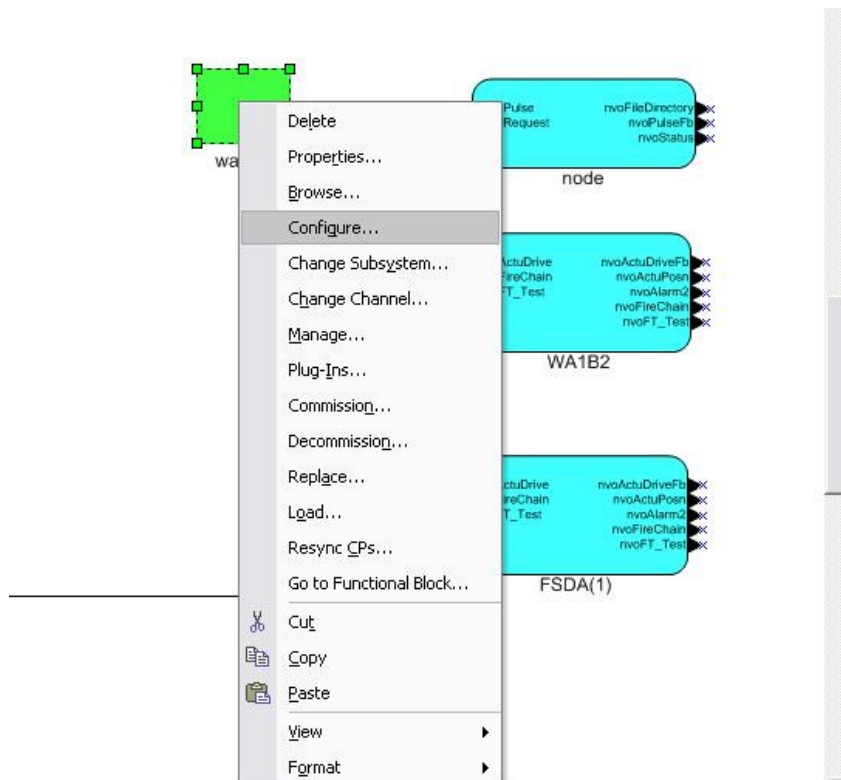 wa
Delete
Properties...
Browse...
Configure...
Change Subsystem...
Change Channel...
Manage...
Plug-Ins...
Commission...
Decommission...
Replace...
Load...
Resync CPs...
Go to Functional Block...
Cut
Copy
Paste
View
Format
Pulse nvoFileDirectory
Request nvoPulseFb
nvoStatus
node
ActuDrive nvoActuDriveFb
FireChain nvoActuPosn
FT_Test nvoAlarm2
nvoFireChain
nvoFT_Test
WA1B2
ctuDrive nvoActuDriveFb
ireChain nvoActuPosn
T_Test nvoAlarm2
nvoFireChain
nvoFT_Test
FSDA(1)